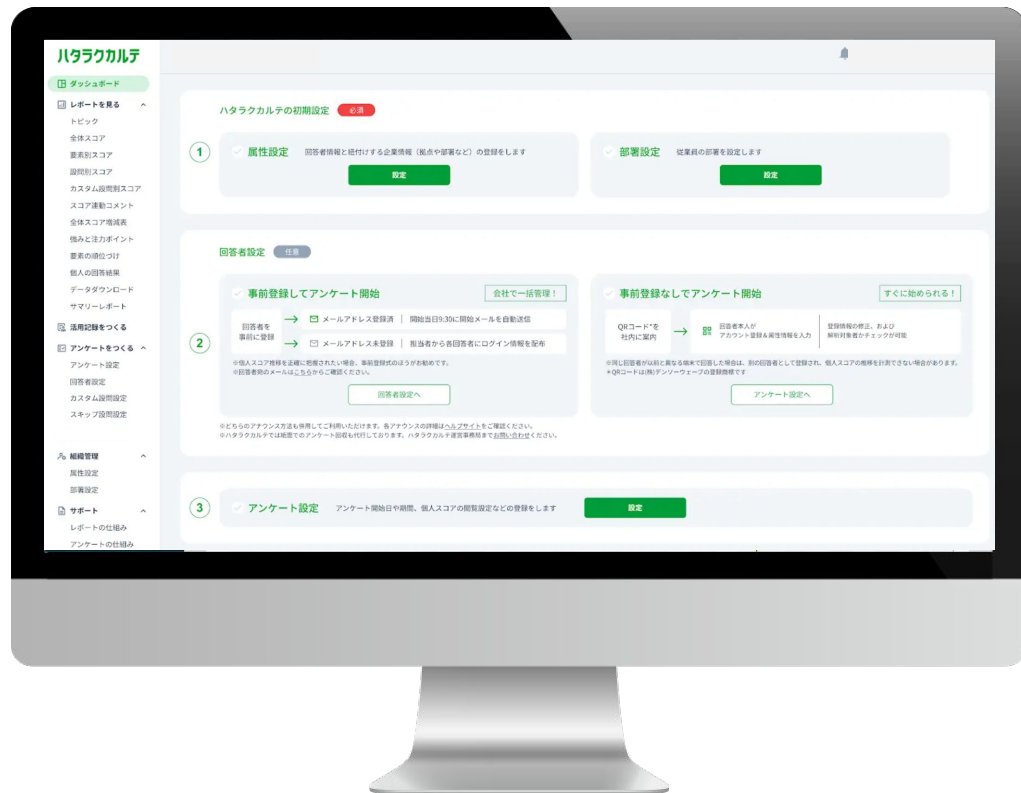 ハタラクカルテ
ダッシュボード
レポートを見る
トピック
全体スコア
要素別スコア
設問別スコア
カスタム設問別スコア
スコア連動コメント
全体スコア増減表
強みと注力ポイント
要素の順位づけ
個人の回答結果
データダウンロード
サマリーレポート
活用記録をつくる
アンケートをつくる
アンケート設定
回答者設定
カスタム設問設定
スキップ設問設定
組織管理
属性設定
部署設定
サポート
レポートの仕組み
アンケートの仕組み
ハタラクカルテの初期設定 必須
1
属性設定 回答者情報と紐付けする企業情報（拠点や部署など）の登録をします
設定
部署設定 従業員の部署を設定します
設定
回答者設定 任意
2
事前登録してアンケート開始 会社で一括管理！
回答者を
事前に登録
メールアドレス登録済 | 開始当日9:30に開始メールを自動送信
メールアドレス未登録 | 担当者から各回答者にログイン情報を配布
※個人スコア推移を正確に把握されたい場合、事前登録式のほうがお勧めです。
※回答者宛のメールはこちらからご確認ください。
回答者設定へ
事前登録なしでアンケート開始 すぐに始められる！
QRコード*を
社内に案内
回答者本人が
アカウント登録＆属性情報を入力
登録情報の修正、および
解析対象者かチェックが可能
※同じ回答者が以前と異なる端末で回答した場合は、別の回答者として登録され、個人スコアの推移を計測できない場合があります。
＊QRコードは(株)デンソーウェーブの登録商標です
アンケート設定へ
※どちらのアナウンス方法も併用してご利用いただけます。各アナウンスの詳細はヘルプサイトをご確認ください。
※ハタラクカルテでは紙面でのアンケート回収も代行しております。ハタラクカルテ運営事務局までお問い合わせください。
3
アンケート設定 アンケート開始日や期間、個人スコアの閲覧設定などの登録をします
設定